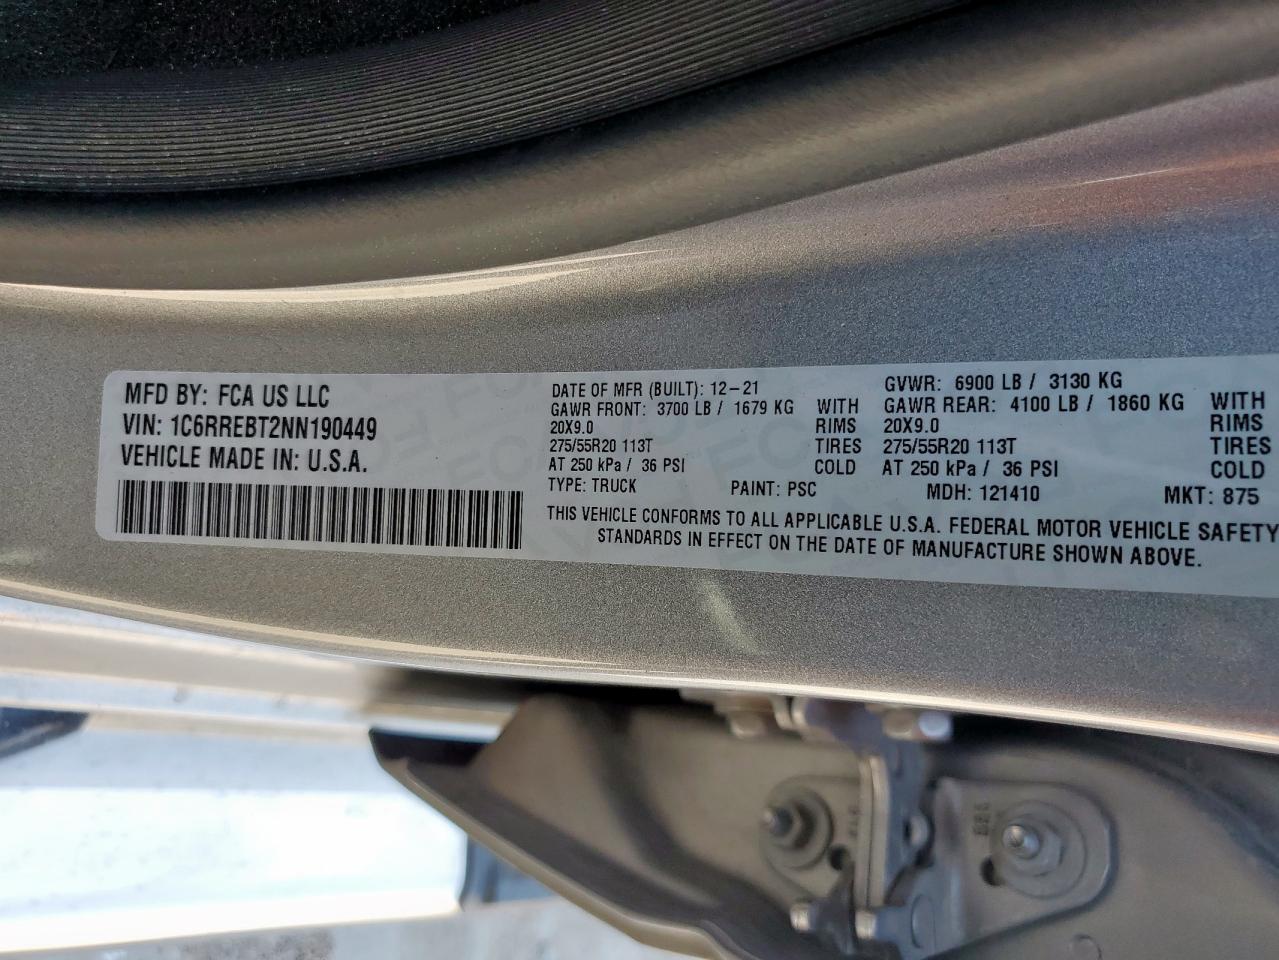 MFD BY: FCA US LLC
VIN: 1C6RREBT2NN190449
VEHICLE MADE IN: U.S.A.
DATE OF MFR (BUILT): 12-21
GAWR FRONT: 3700 LB / 1679 KG WITH
20X9.0 RIMS
275/55R20 113T TIRES
AT 250 kPa / 36 PSI COLD
GVWR: 6900 LB / 3130 KG
GAWR REAR: 4100 LB / 1860 KG WITH
20X9.0 RIMS
275/55R20 113T TIRES
AT 250 kPa / 36 PSI COLD
TYPE: TRUCK PAINT: PSC MDH: 121410 MKT: 875
THIS VEHICLE CONFORMS TO ALL APPLICABLE U.S.A. FEDERAL MOTOR VEHICLE SAFETY
STANDARDS IN EFFECT ON THE DATE OF MANUFACTURE SHOWN ABOVE.